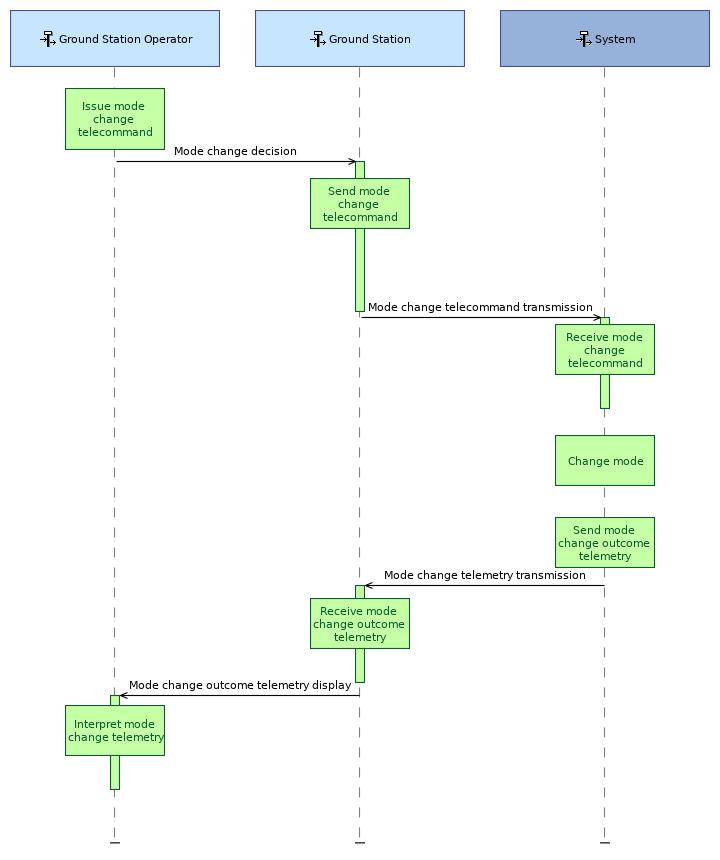 Ground Station Operator
Ground Station
System
Issue mode
change
telecommand
Mode change decision
Send mode
change
telecommand
Mode change telecommand transmission
Receive mode
change
telecommand
Change mode
Send mode
change outcome
telemetry
Mode change telemetry transmission
Receive mode
change outcome
telemetry
Mode change outcome telemetry display
Interpret mode
change telemetry